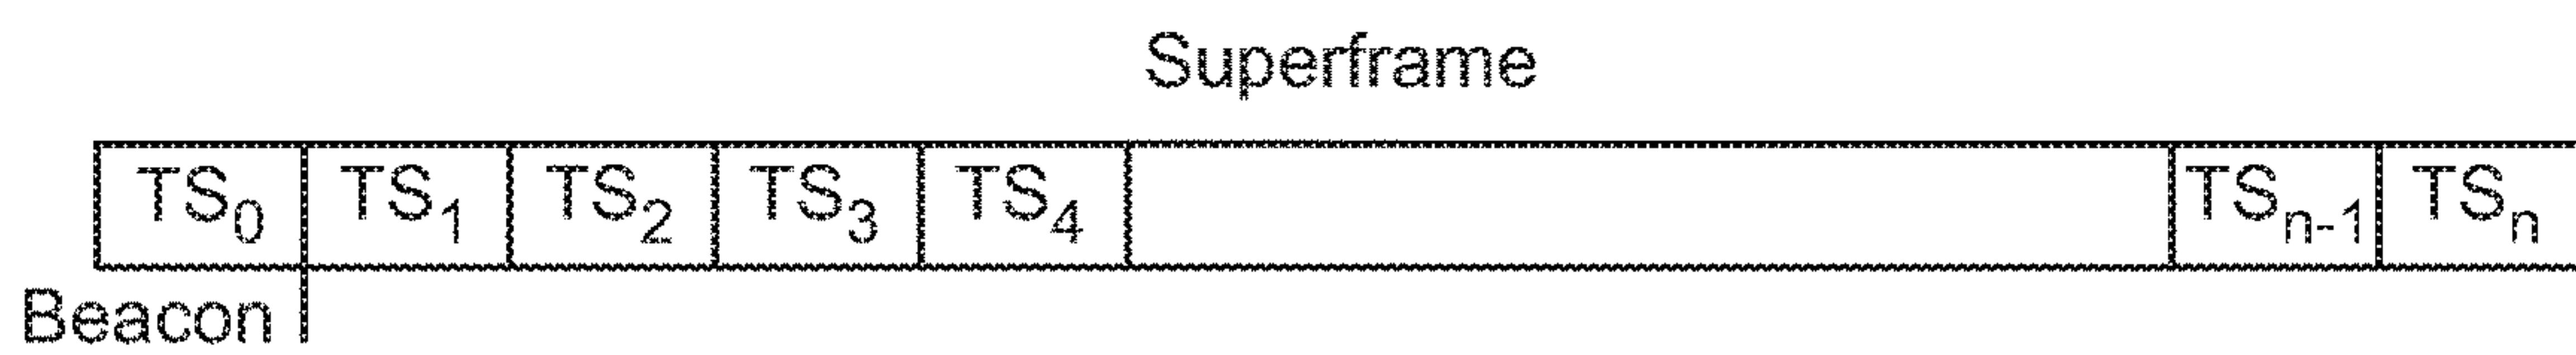 Superframe
TS₀ TS₁ TS₂ TS₃ TS₄ TSₙ₋₁ TSₙ
Beacon